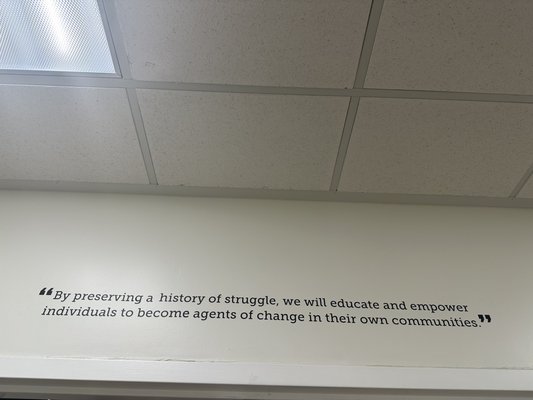 “By preserving a history of struggle, we will educate and empower
individuals to become agents of change in their own communities.”